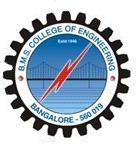 B.M.S. COLLEGE OF ENGINEERING
Estd 1946
BANGALORE - 560 019